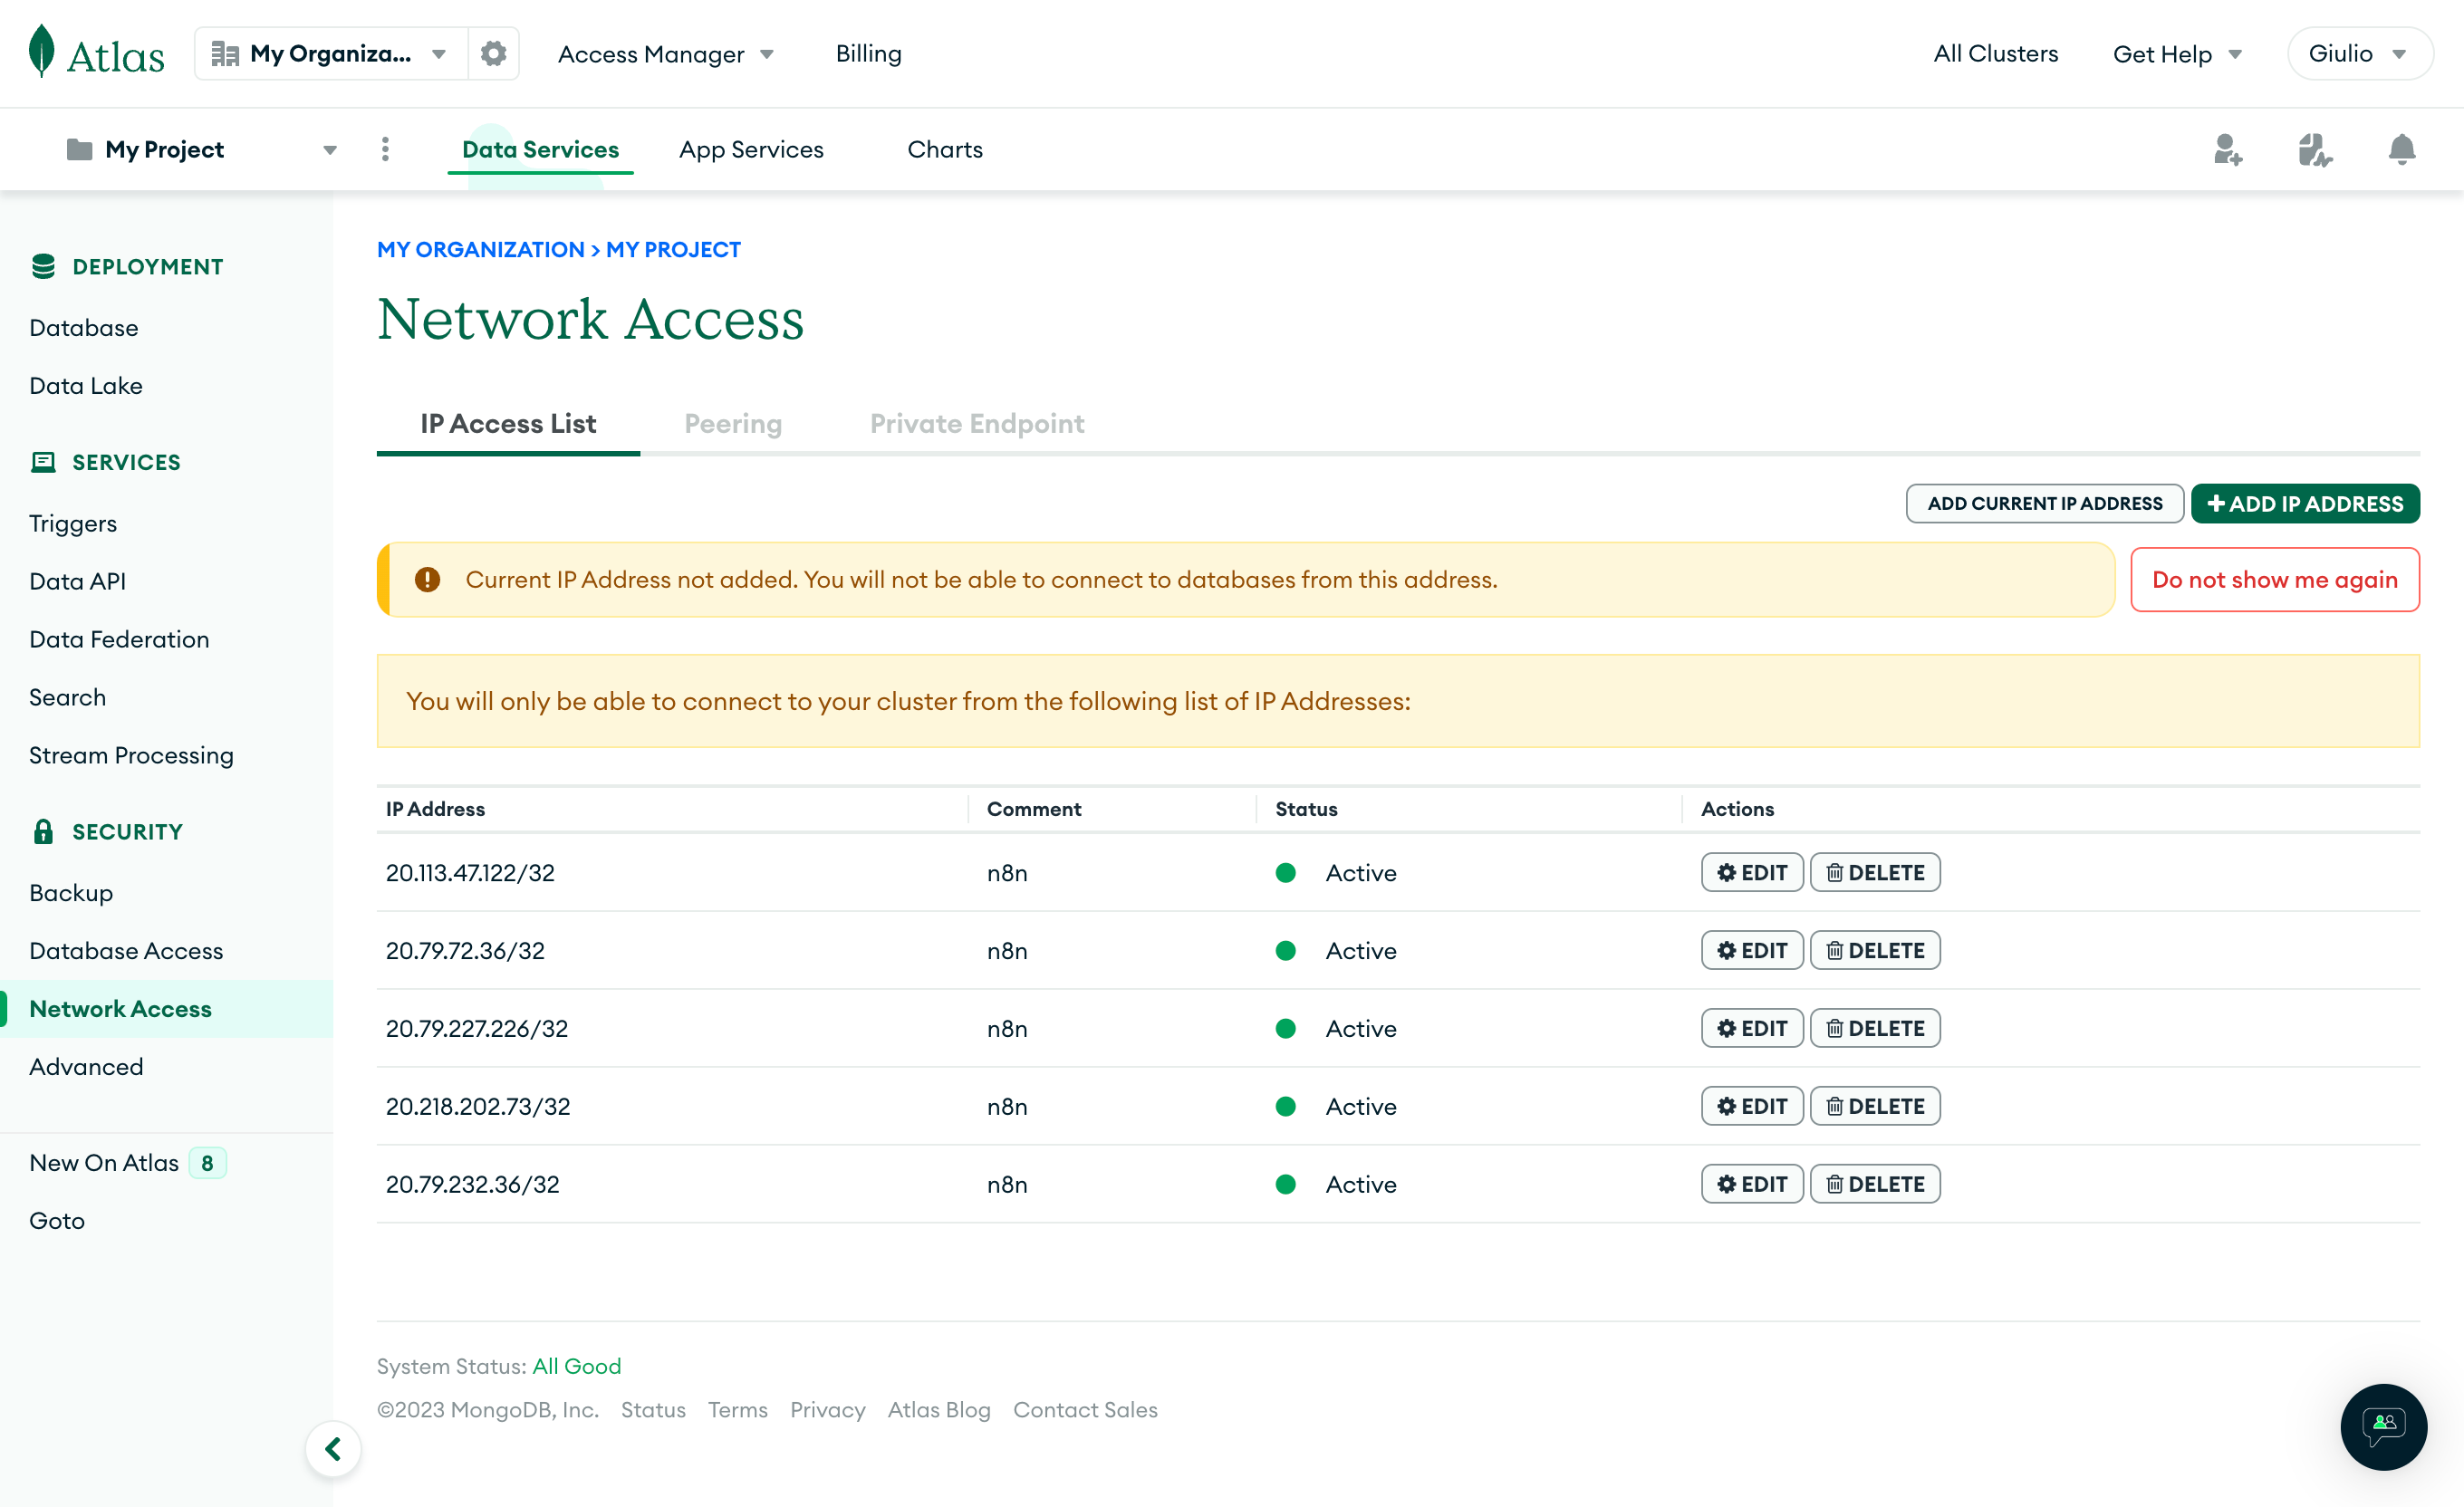 Atlas
My Organiza...
Access Manager
Billing
All Clusters
Get Help
Giulio
My Project
Data Services
App Services
Charts
DEPLOYMENT
Database
Data Lake
SERVICES
Triggers
Data API
Data Federation
Search
Stream Processing
SECURITY
Backup
Database Access
Network Access
Advanced
New On Atlas 8
Goto
MY ORGANIZATION > MY PROJECT
Network Access
IP Access List
Peering
Private Endpoint
ADD CURRENT IP ADDRESS
ADD IP ADDRESS
Current IP Address not added. You will not be able to connect to databases from this address.
Do not show me again
You will only be able to connect to your cluster from the following list of IP Addresses:
IP Address Comment Status Actions
20.113.47.122/32 n8n Active EDIT DELETE
20.79.72.36/32 n8n Active EDIT DELETE
20.79.227.226/32 n8n Active EDIT DELETE
20.218.202.73/32 n8n Active EDIT DELETE
20.79.232.36/32 n8n Active EDIT DELETE
System Status: All Good
©2023 MongoDB, Inc. Status Terms Privacy Atlas Blog Contact Sales